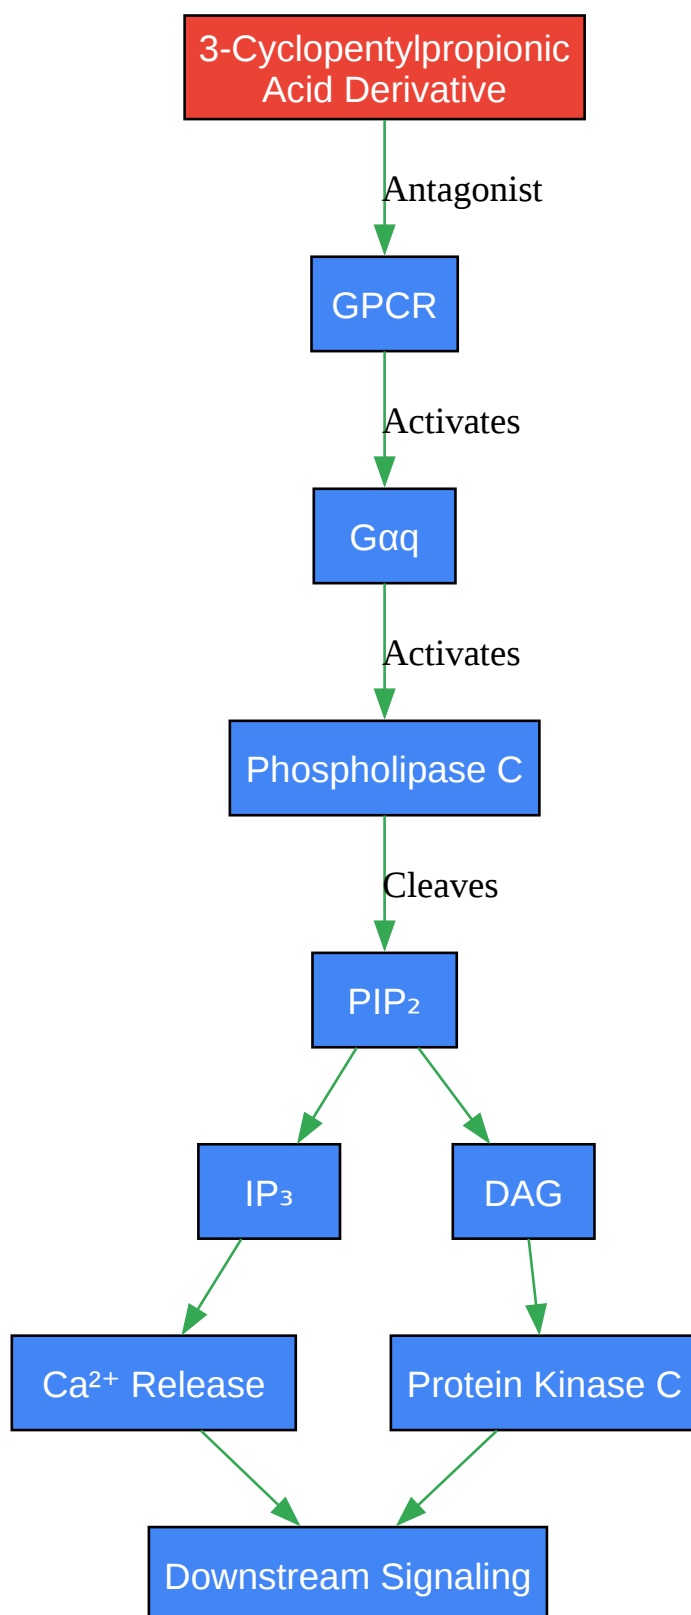 3-Cyclopentylpropionic
Acid Derivative
Antagonist
GPCR
Activates
Gαq
Activates
Phospholipase C
Cleaves
PIP₂
IP₃
DAG
Ca²⁺ Release
Protein Kinase C
Downstream Signaling